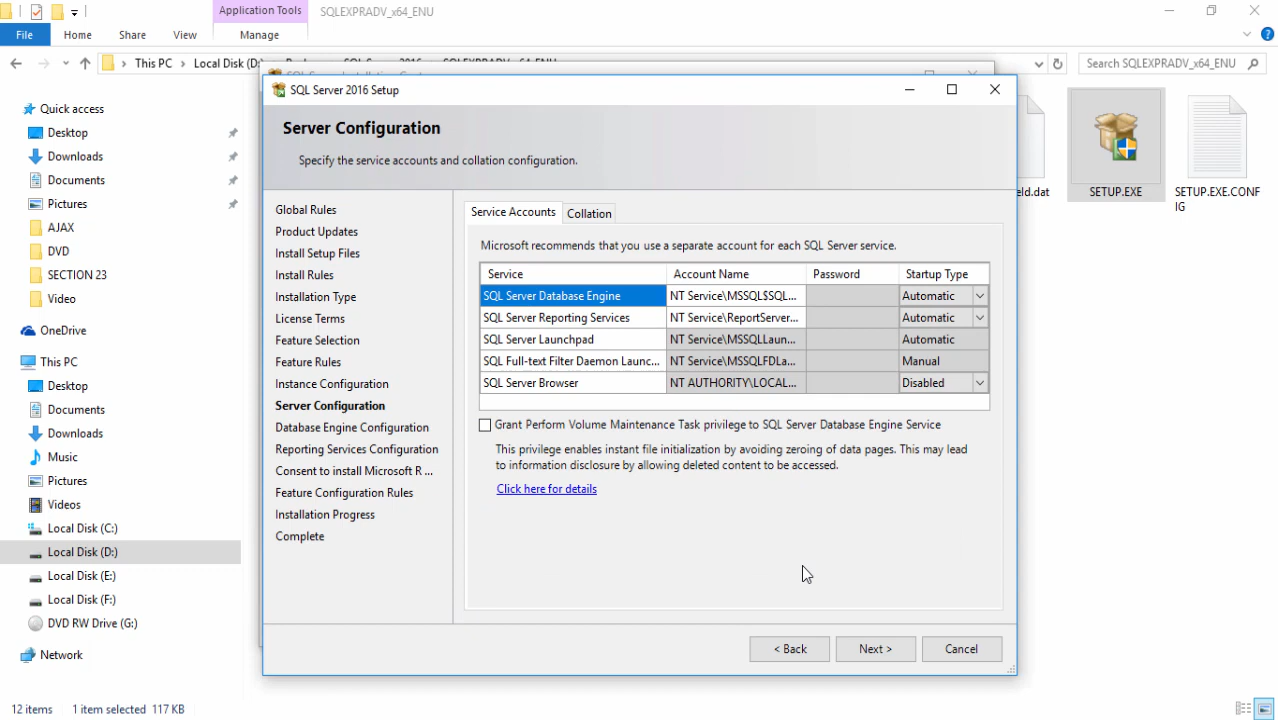 Application Tools
SQLEXPRADV_x64_ENU
File
Home
Share
View
Manage
This PC
Local Disk (D:)
Search SQLEXPRADV_x64_ENU
Quick access
Desktop
Downloads
Documents
Pictures
AJAX
DVD
SECTION 23
Video
OneDrive
This PC
Desktop
Documents
Downloads
Music
Pictures
Videos
Local Disk (C:)
Local Disk (D:)
Local Disk (E:)
Local Disk (F:)
DVD RW Drive (G:)
Network
SQL Server 2016 Setup
Server Configuration
Specify the service accounts and collation configuration.
Global Rules
Product Updates
Install Setup Files
Install Rules
Installation Type
License Terms
Feature Selection
Feature Rules
Instance Configuration
Server Configuration
Database Engine Configuration
Reporting Services Configuration
Consent to install Microsoft R ...
Feature Configuration Rules
Installation Progress
Complete
Service Accounts
Collation
Microsoft recommends that you use a separate account for each SQL Server service.
Service Account Name Password Startup Type
SQL Server Database Engine NT Service\MSSQL$SQL... Automatic
SQL Server Reporting Services NT Service\ReportServer... Automatic
SQL Server Launchpad NT Service\MSSQLLaun... Automatic
SQL Full-text Filter Daemon Launc... NT Service\MSSQLFDLa... Manual
SQL Server Browser NT AUTHORITY\LOCAL... Disabled
Grant Perform Volume Maintenance Task privilege to SQL Server Database Engine Service
This privilege enables instant file initialization by avoiding zeroing of data pages. This may lead
to information disclosure by allowing deleted content to be accessed.
Click here for details
< Back
Next >
Cancel
eld.dat
SETUP.EXE
SETUP.EXE.CONF
IG
12 items
1 item selected 117 KB